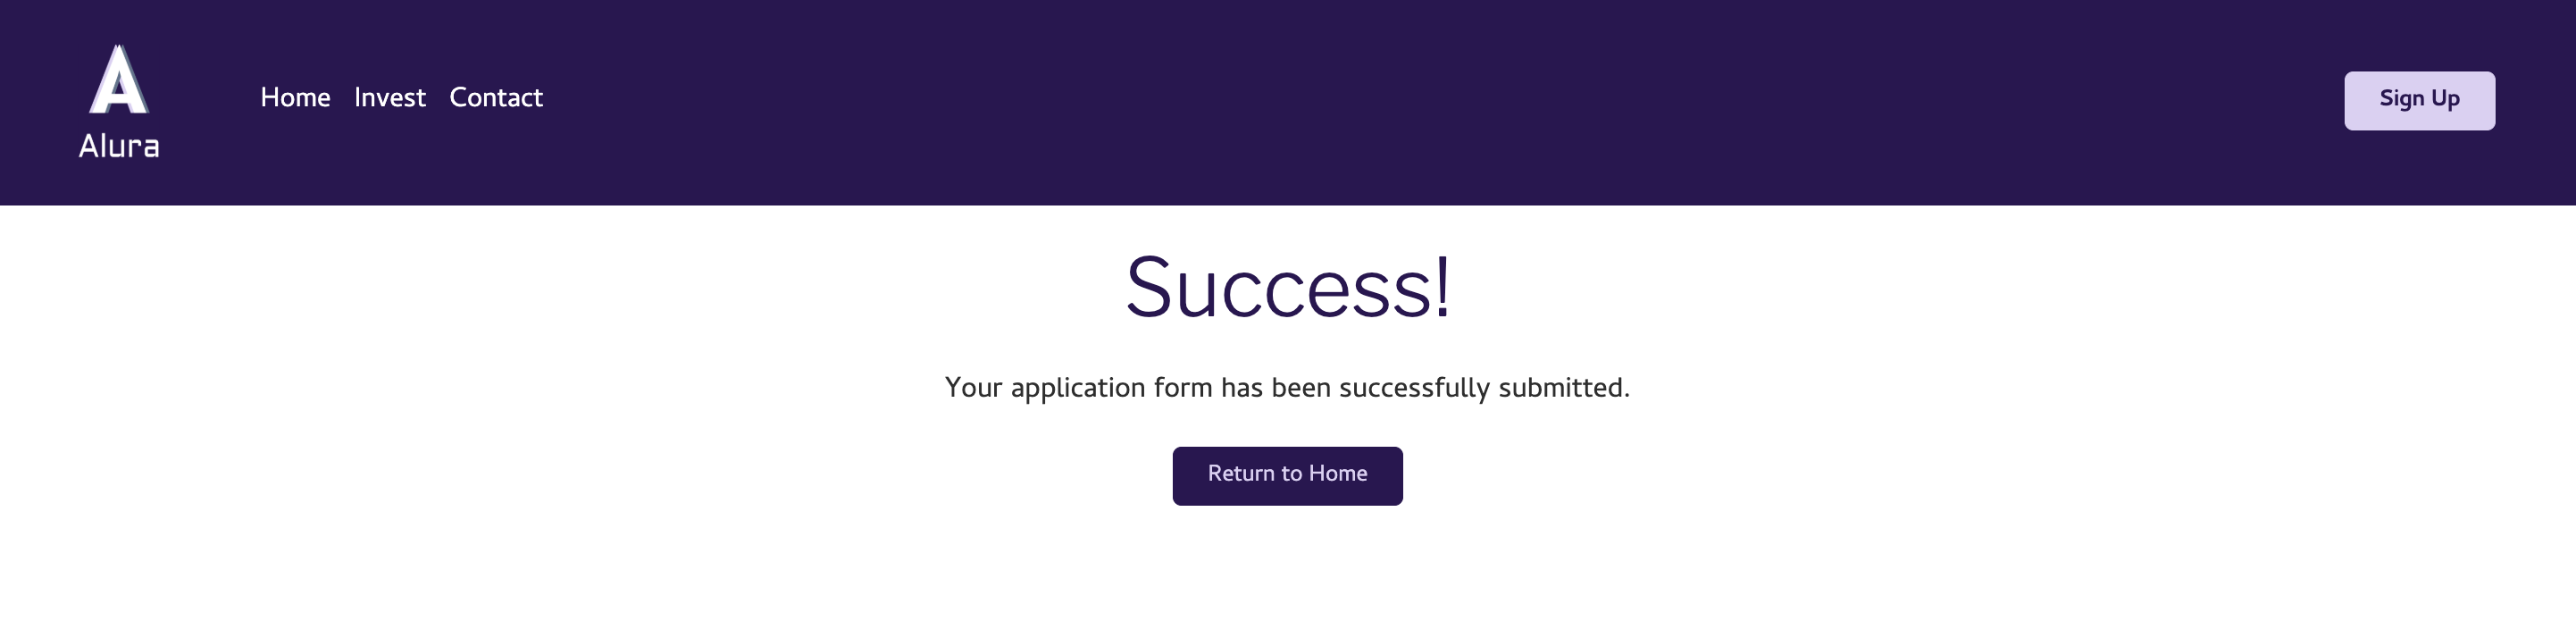 A
Alura
Home Invest Contact
Sign Up
Success!
Your application form has been successfully submitted.
Return to Home